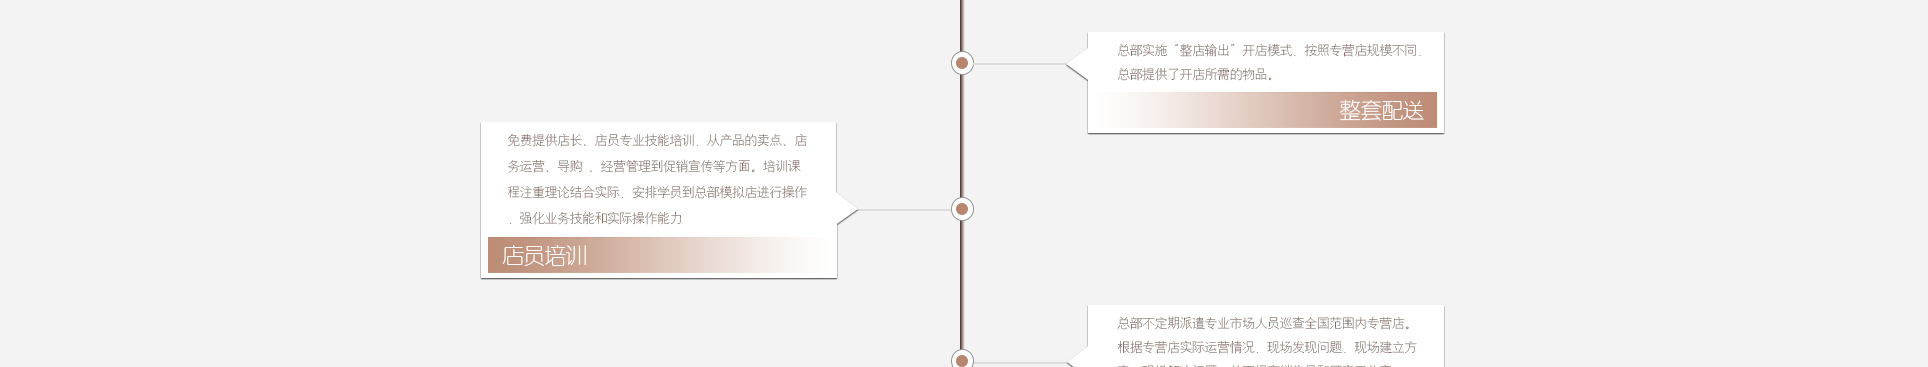 总部实施“整店输出”开店模式，按照专营店规模不同，
总部提供了开店所需的物品。
整套配送
免费提供店长、店员专业技能培训，从产品的卖点、店
务运营、导购 、经营管理到促销宣传等方面。培训课
程注重理论结合实际，安排学员到总部模拟店进行操作
，强化业务技能和实际操作能力
店员培训
总部不定期派遣专业市场人员巡查全国范围内专营店。
根据专营店实际运营情况，现场发现问题，现场建立方